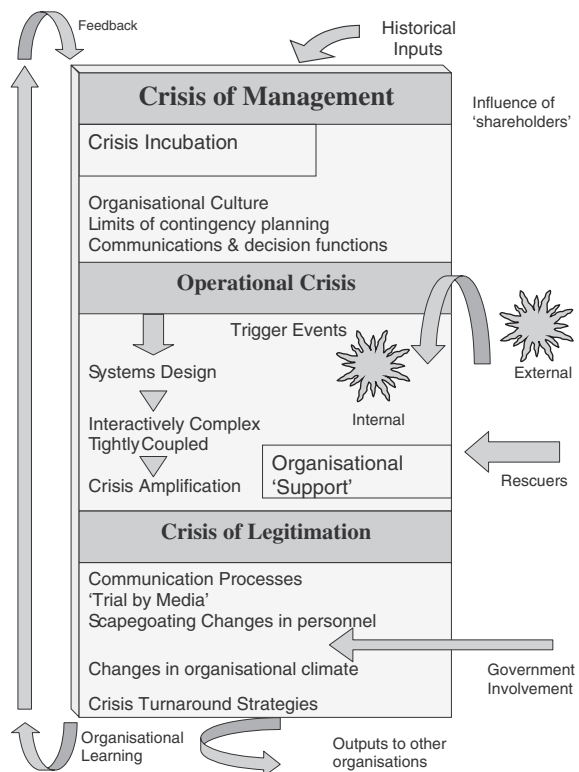 Feedback
Historical
Inputs
Crisis of Management
Influence of
‘shareholders’
Crisis Incubation
Organisational Culture
Limits of contingency planning
Communications & decision functions
Operational Crisis
Trigger Events
Systems Design
External
Internal
Interactively Complex
Tightly Coupled
Organisational
‘Support’
Crisis Amplification
Rescuers
Crisis of Legitimation
Communication Processes
‘Trial by Media’
Scapegoating Changes in personnel
Changes in organisational climate
Government
Involvement
Crisis Turnaround Strategies
Organisational
Learning
Outputs to other
organisations